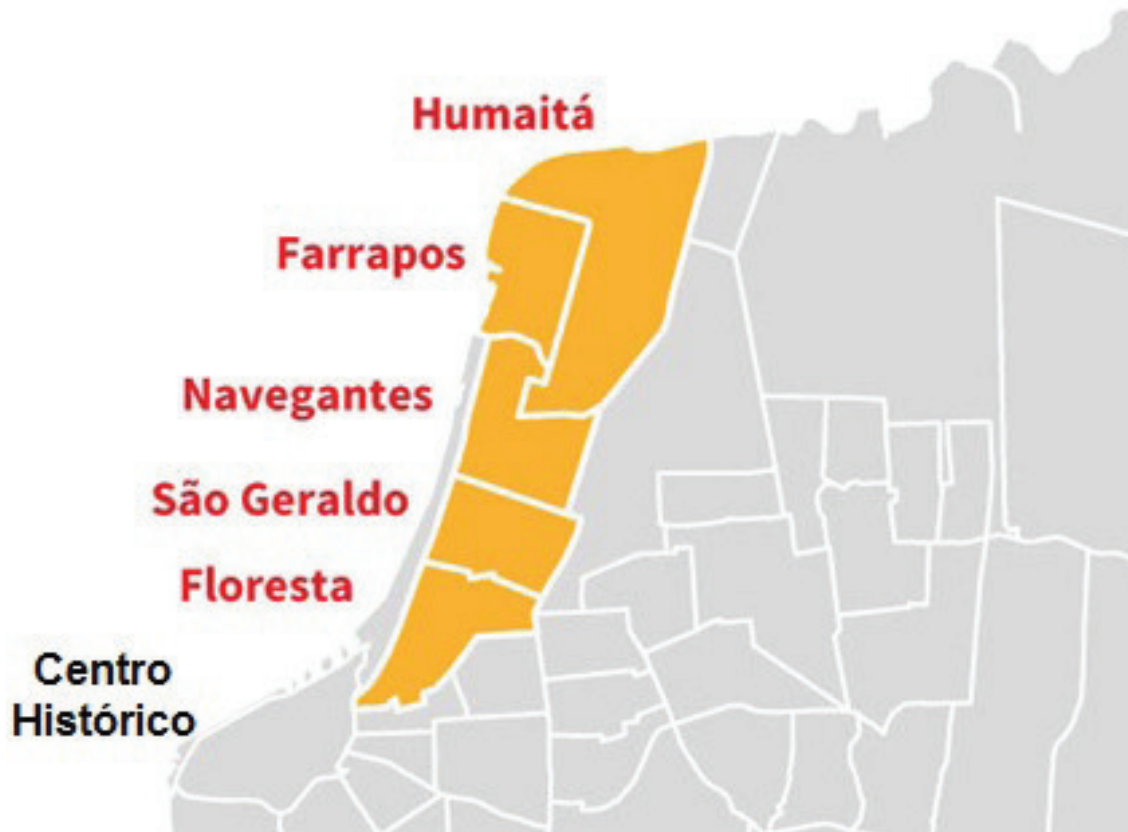 Humaitá
Farrapos
Navegantes
São Geraldo
Floresta
Centro
Histórico